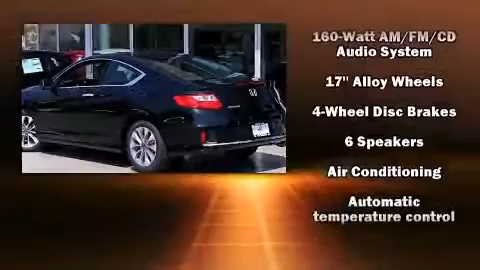 160-Watt AM/FM/CD
Audio System
17" Alloy Wheels
4-Wheel Disc Brakes
6 Speakers
Air Conditioning
Automatic
temperature control